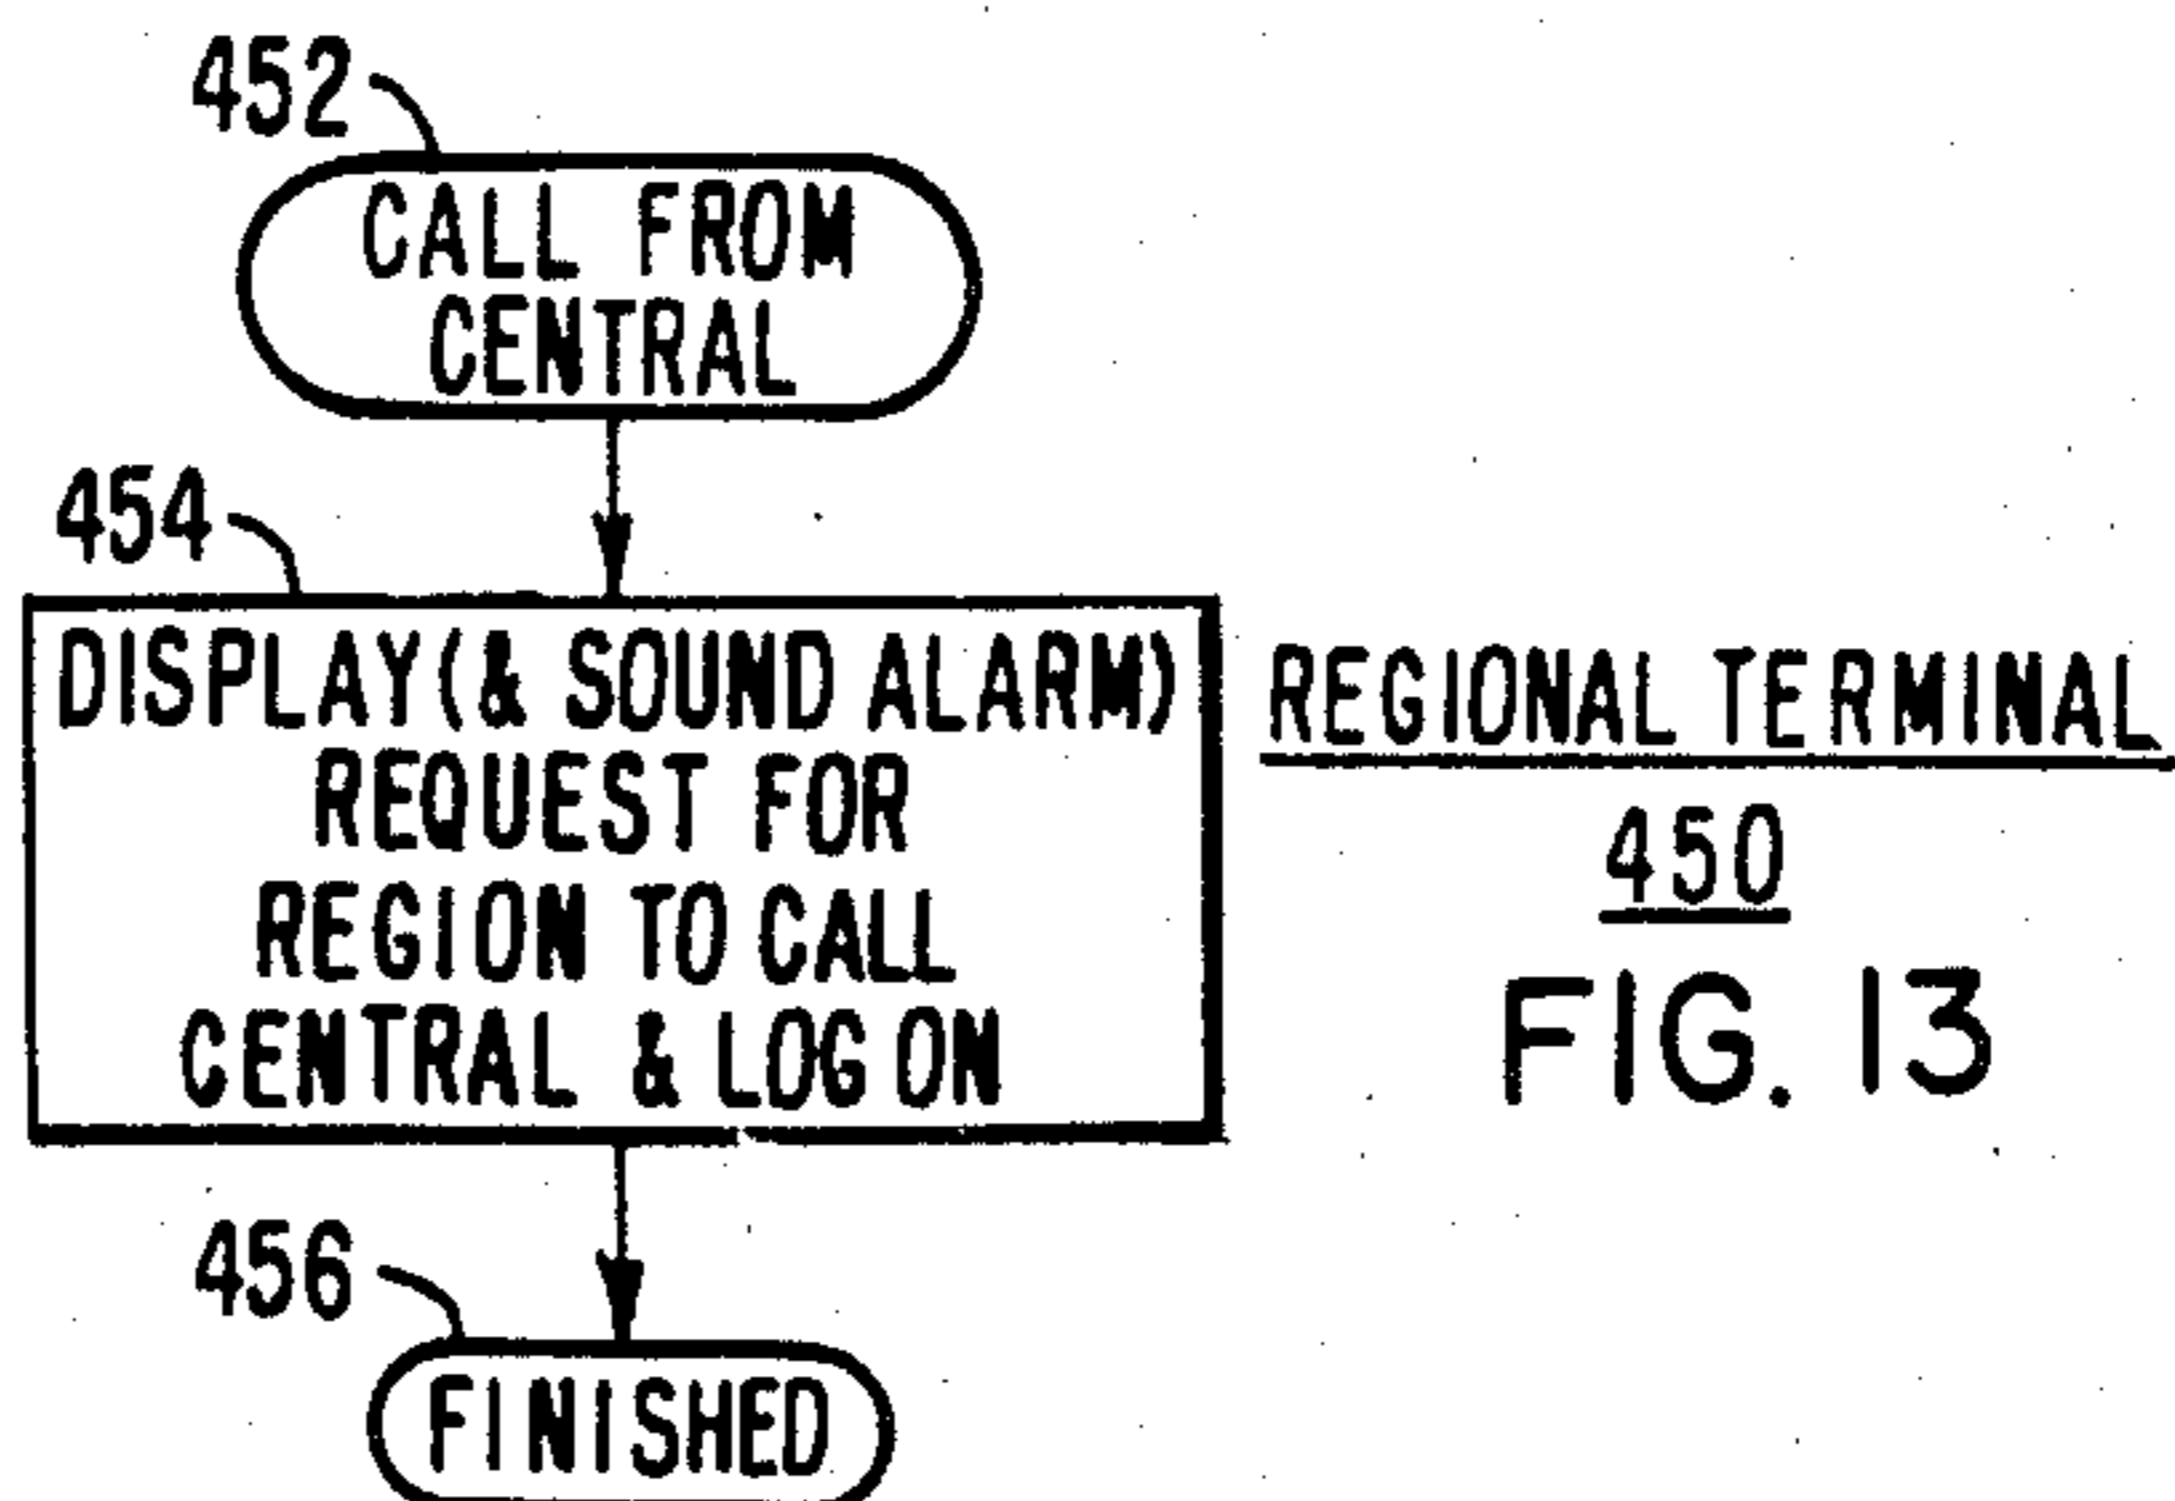 452
CALL FROM
CENTRAL
454
DISPLAY(& SOUND ALARM)
REQUEST FOR
REGION TO CALL
CENTRAL & LOG ON
456
FINISHED
REGIONAL TERMINAL
450
FIG. 13